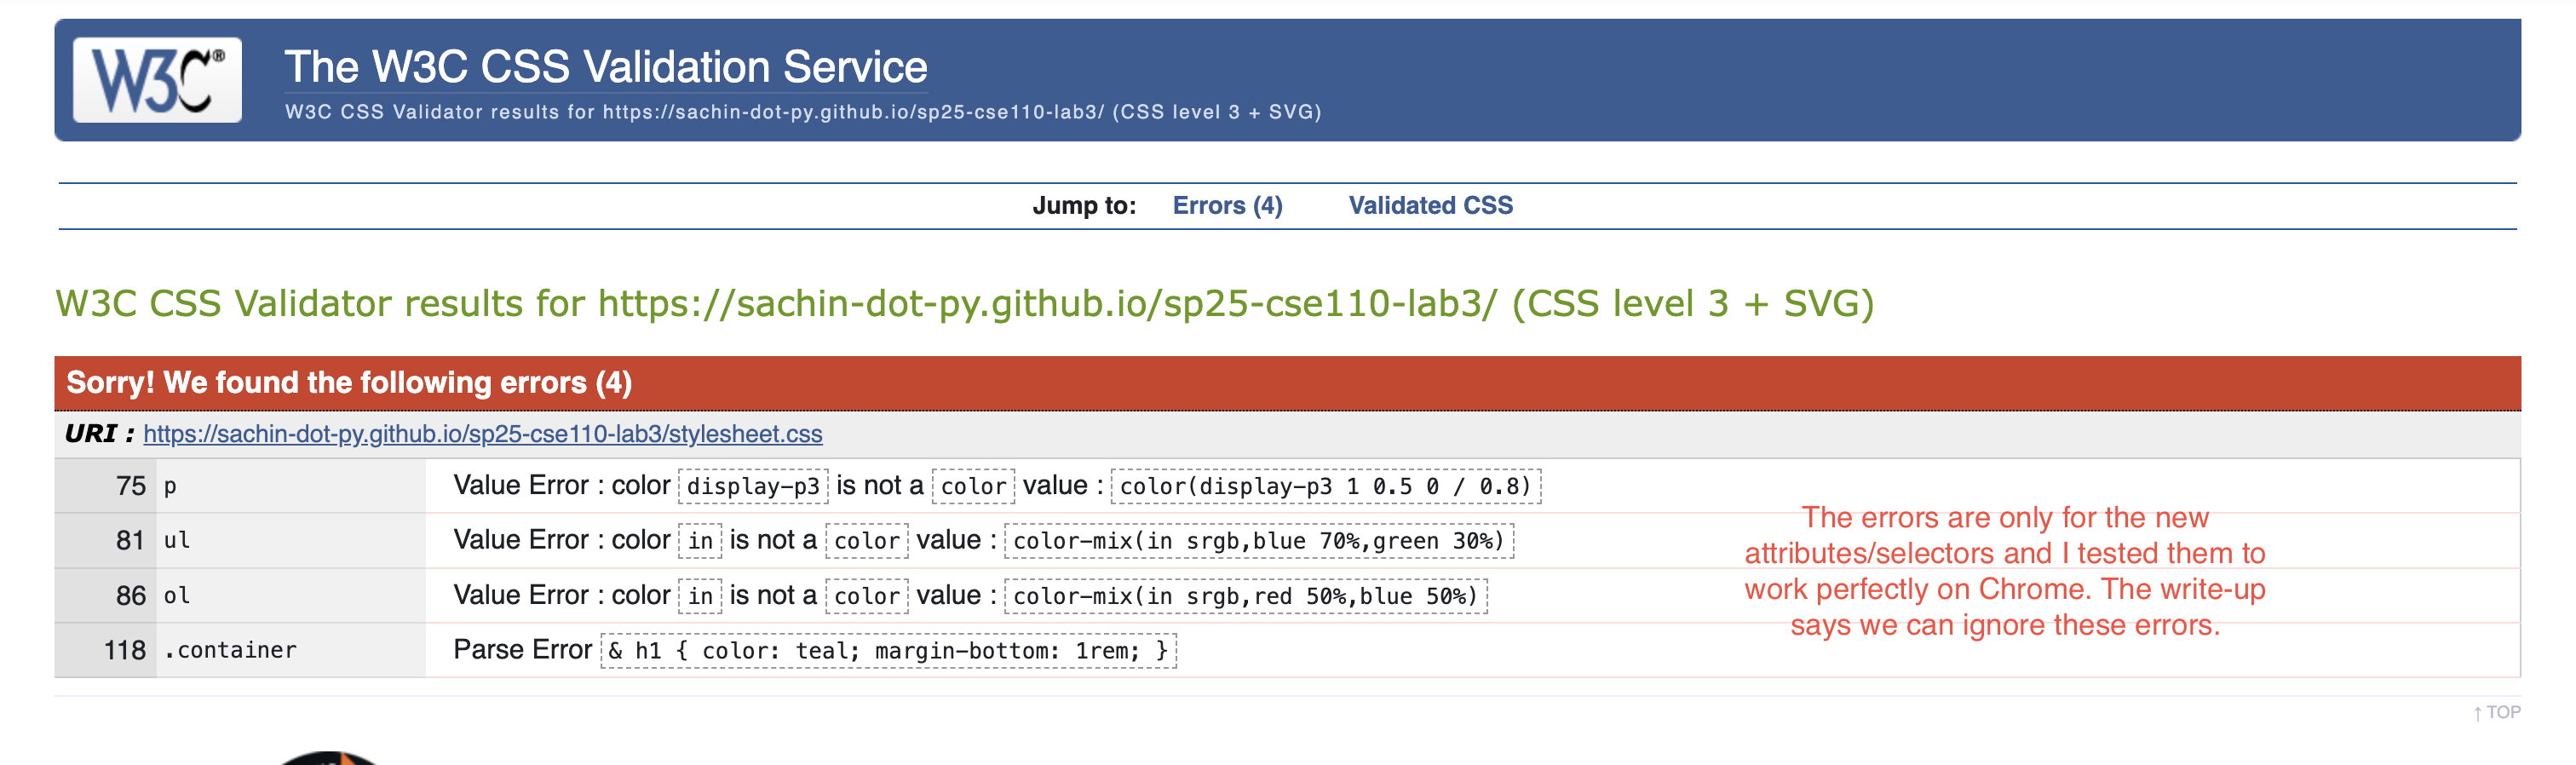 W3C®
The W3C CSS Validation Service
W3C CSS Validator results for https://sachin-dot-py.github.io/sp25-cse110-lab3/ (CSS level 3 + SVG)
Jump to: Errors (4) Validated CSS
W3C CSS Validator results for https://sachin-dot-py.github.io/sp25-cse110-lab3/ (CSS level 3 + SVG)
Sorry! We found the following errors (4)
URI : https://sachin-dot-py.github.io/sp25-cse110-lab3/stylesheet.css
75 p Value Error : color display-p3 is not a color value : color(display-p3 1 0.5 0 / 0.8)
81 ul Value Error : color in is not a color value : color-mix(in srgb,blue 70%,green 30%)
86 ol Value Error : color in is not a color value : color-mix(in srgb,red 50%,blue 50%)
118 .container Parse Error & h1 { color: teal; margin-bottom: 1rem; }
The errors are only for the new
attributes/selectors and I tested them to
work perfectly on Chrome. The write-up
says we can ignore these errors.
↑ TOP